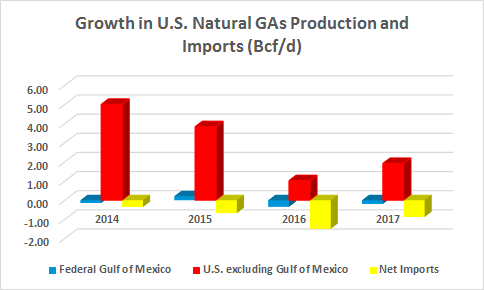 Growth in U.S. Natural GAs Production and
Imports (Bcf/d)
6.00
5.00
4.00
3.00
2.00
1.00
0.00
-1.00
-2.00
2014 2015 2016 2017
Federal Gulf of Mexico U.S. excluding Gulf of Mexico Net Imports